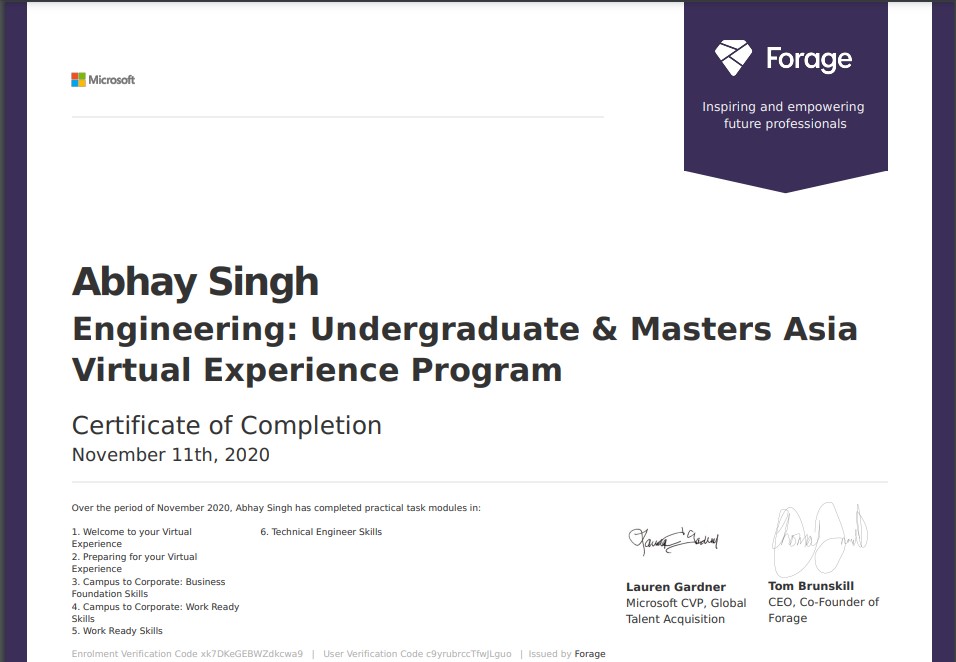 Microsoft
Forage
Inspiring and empowering
future professionals
Abhay Singh
Engineering: Undergraduate & Masters Asia
Virtual Experience Program
Certificate of Completion
November 11th, 2020
Over the period of November 2020, Abhay Singh has completed practical task modules in:
1. Welcome to your Virtual
Experience
2. Preparing for your Virtual
Experience
3. Campus to Corporate: Business
Foundation Skills
4. Campus to Corporate: Work Ready
Skills
5. Work Ready Skills
6. Technical Engineer Skills
Lauren Gardner
Microsoft CVP, Global
Talent Acquisition
Tom Brunskill
CEO, Co-Founder of
Forage
Enrolment Verification Code xk7DKeGEBWZdkcwa9 | User Verification Code c9yrubrccTfwJLguo | Issued by Forage